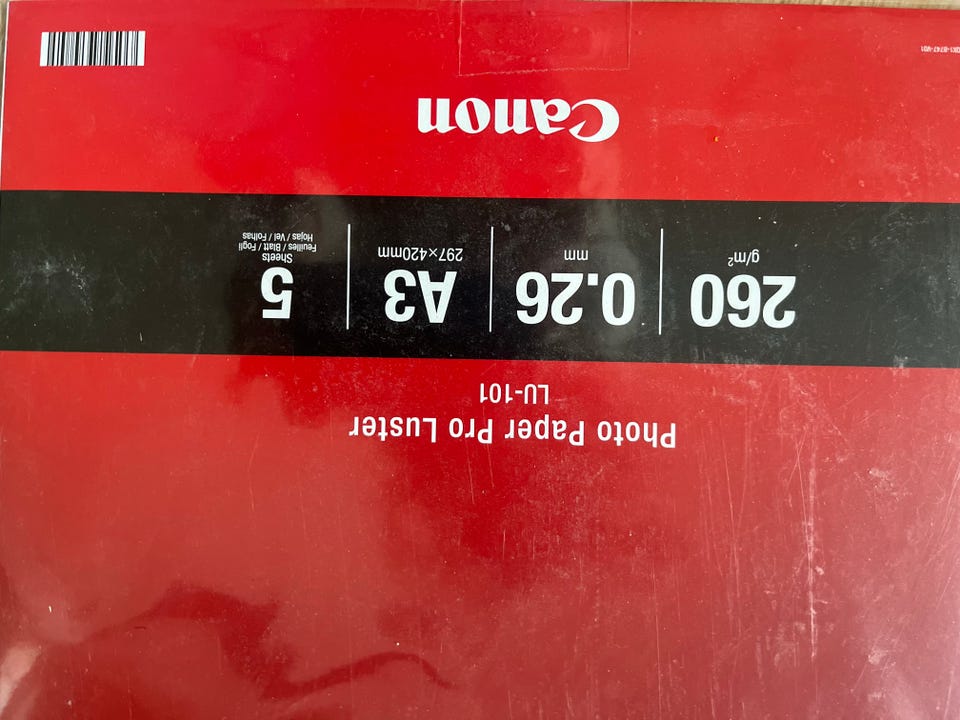 Photo Paper Pro Luster
LU-101
260
g/m²
0.26
mm
A3
297×420mm
5
Sheets
Feuilles / Blatt / Fogli
Hojas / Vel / Folhas
Canon